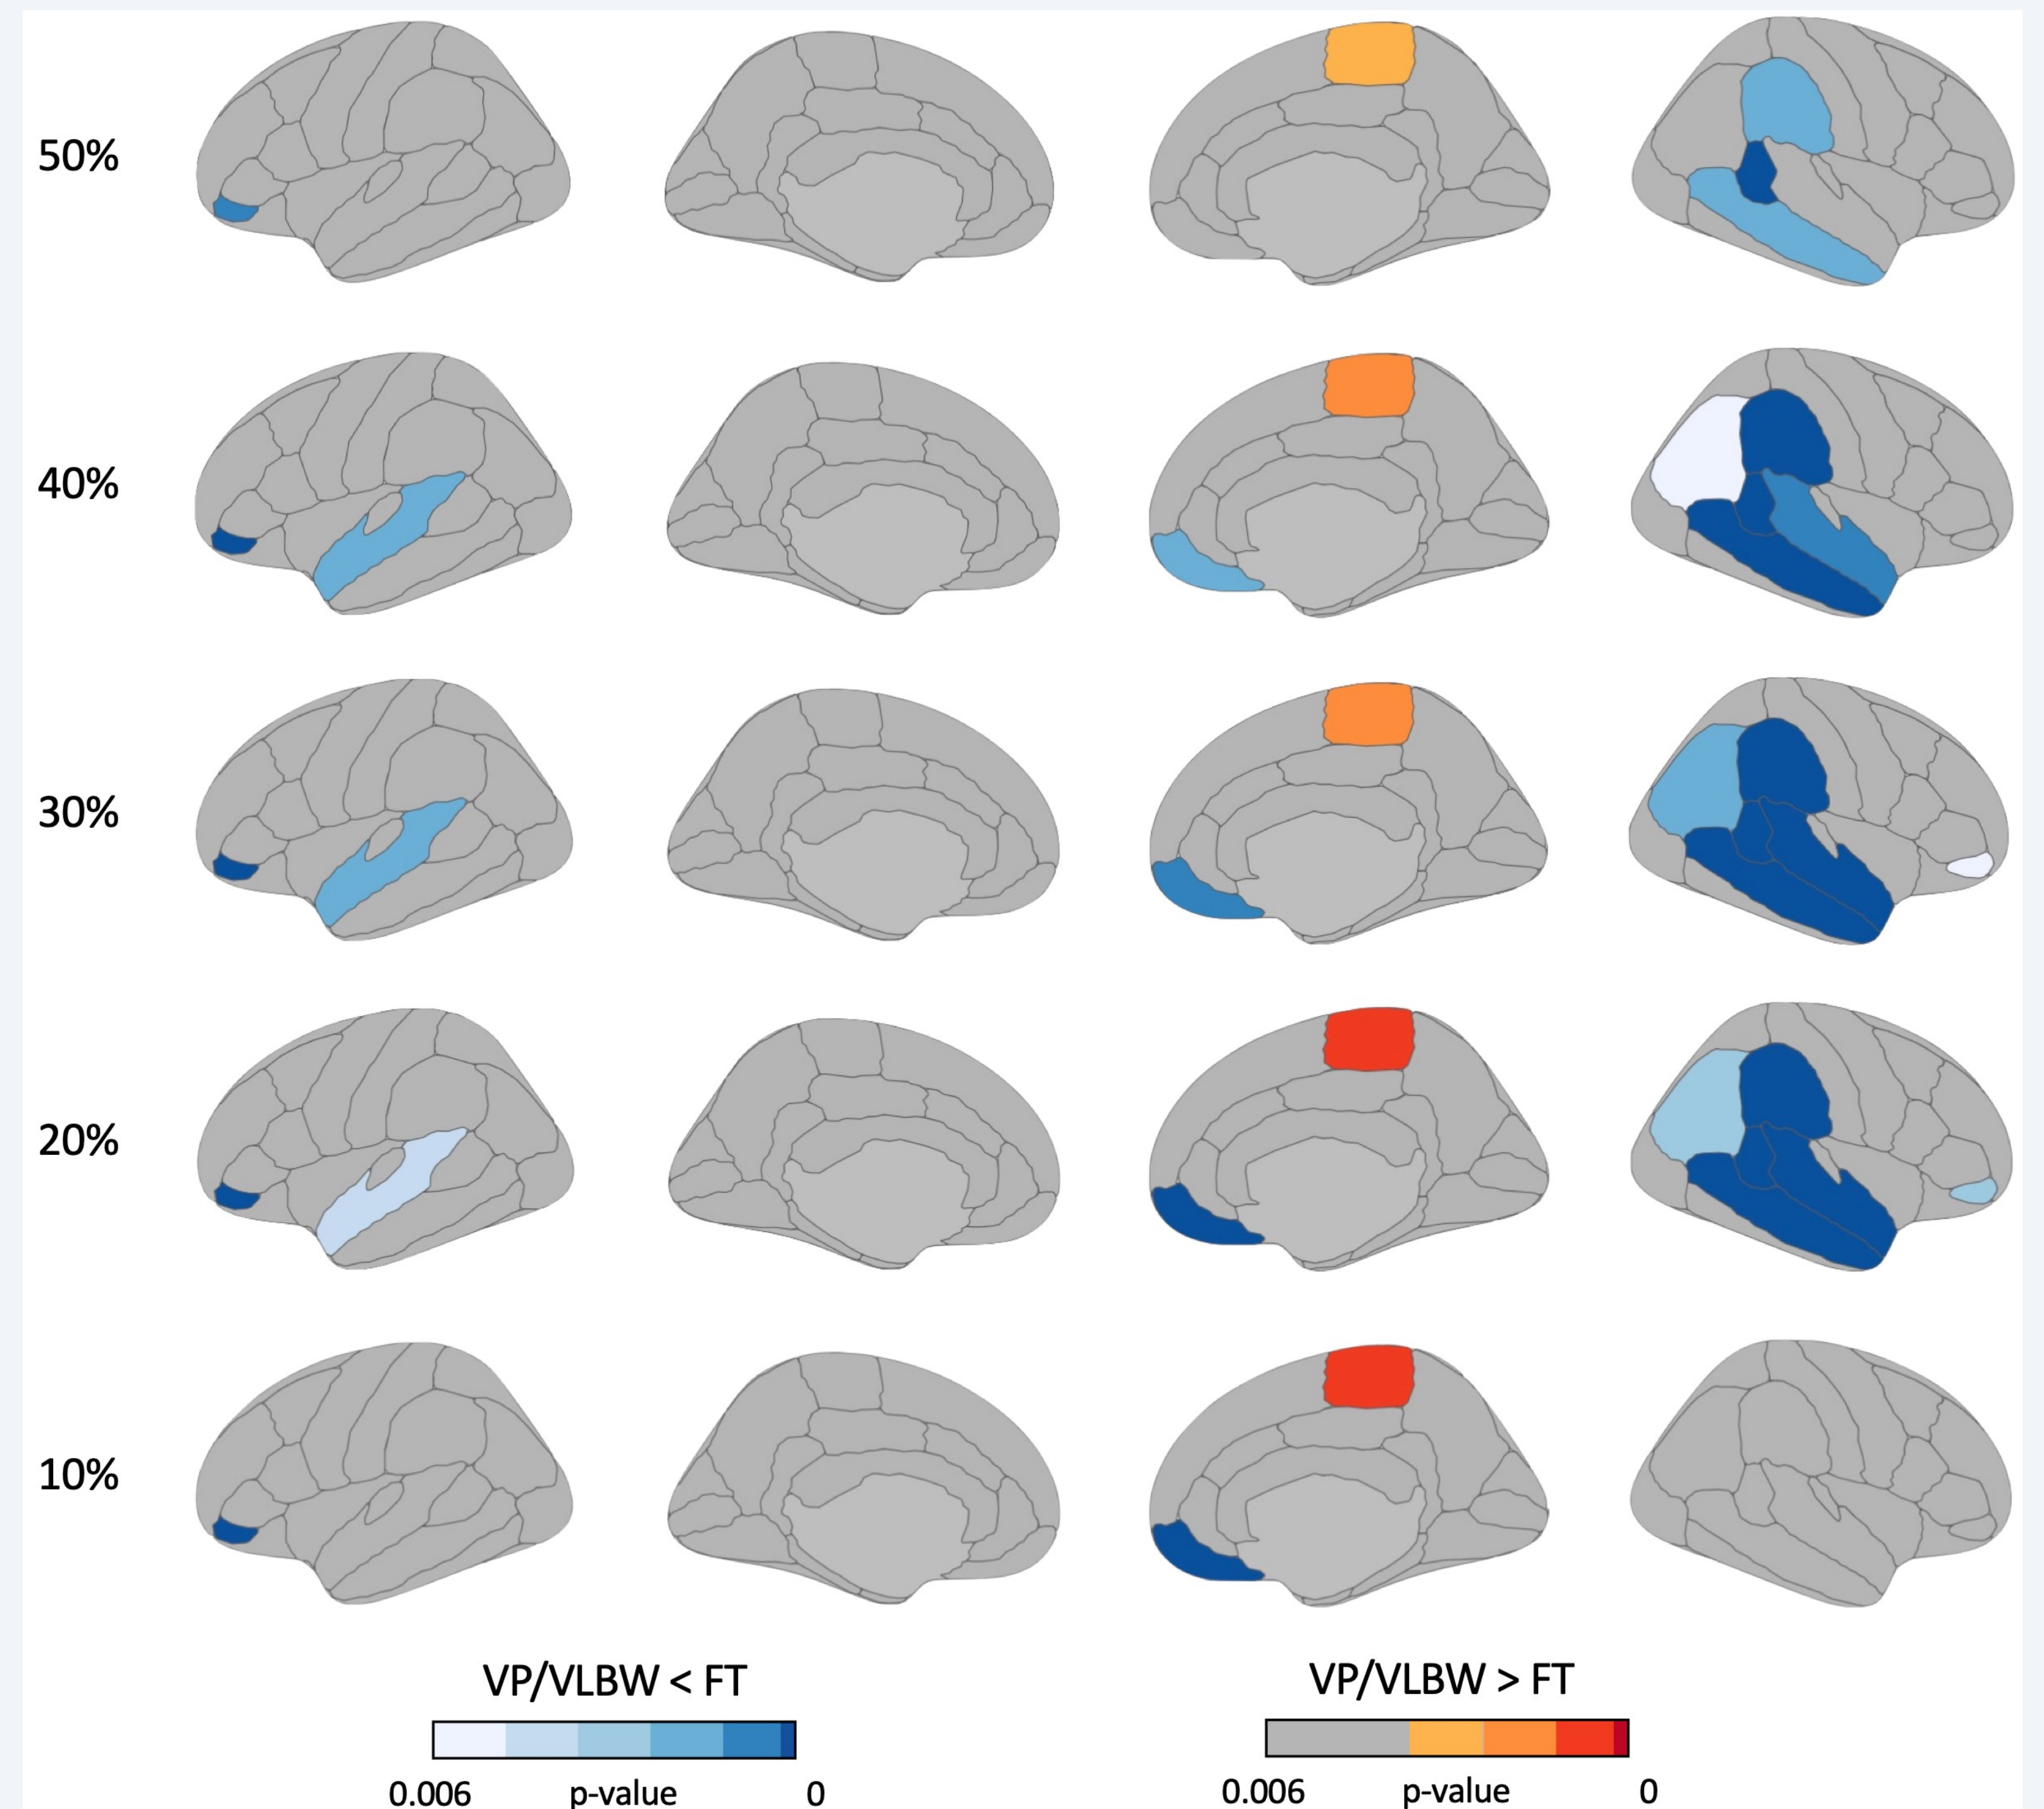 50%
40%
30%
20%
10%
VP/VLBW < FT
0.006 p-value 0
VP/VLBW > FT
0.006 p-value 0